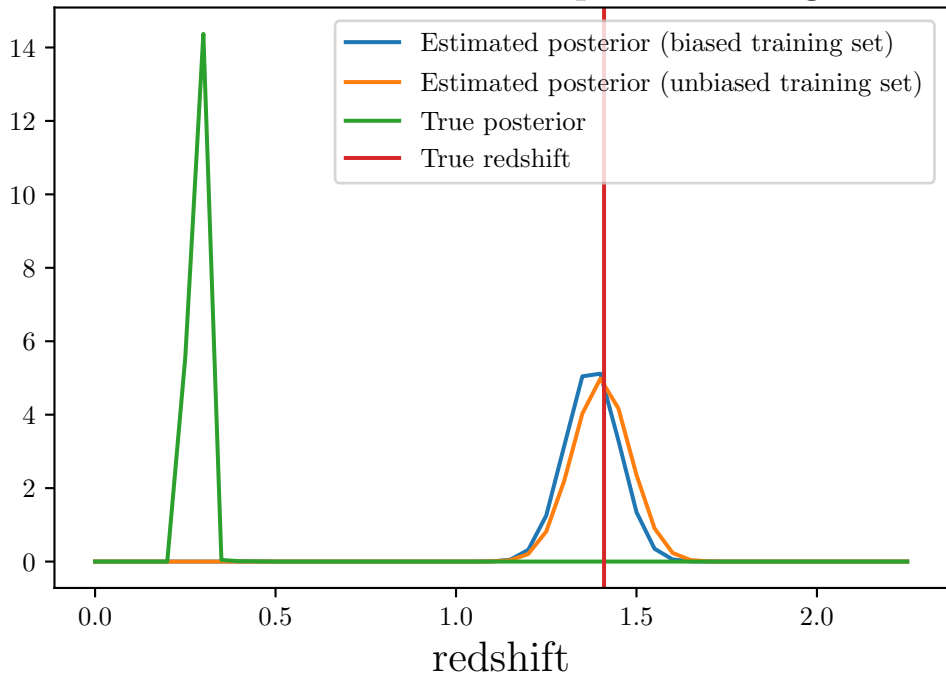 Estimated posterior (biased training set)
Estimated posterior (unbiased training set)
True posterior
True redshift
14
12
10
8
6
4
2
0
0.0 0.5 1.0 1.5 2.0
redshift